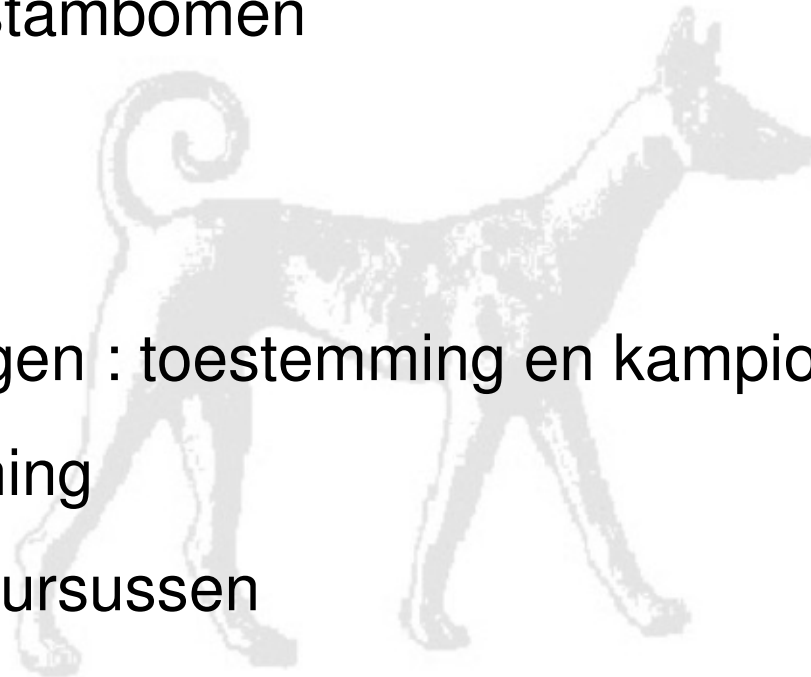 stambomen
gen : toestemming en kampio
ning
ursussen